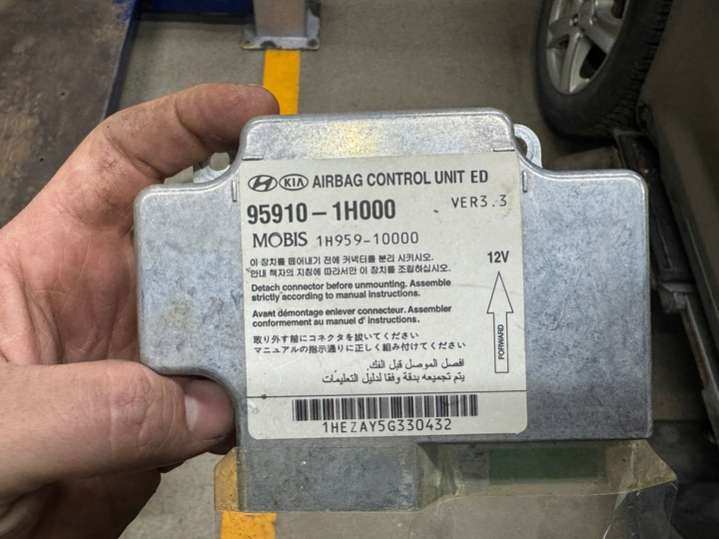 HYUNDAI KIA AIRBAG CONTROL UNIT ED
95910-1H000 VER3.3
MOBIS 1H959-10000
이 장치를 떼어내기 전에 커넥터를 분리 시키시오.
안내 책자의 지침에 따라서만 이 장치를 조립하십시오.
12V
Detach connector before unmounting. Assemble
strictly according to manual instructions.
Avant démontage enlever connecteur. Assembler
conformement au manuel d' instructions.
FORWARD
取り外す前にコネクタを抜いてください
マニュアルの指示通りに正しく組み付けてください
افصل الموصل قبل الفك.
يتم تجميعه بدقة وفقا لدليل التعليمات
1HEZAY5G330432